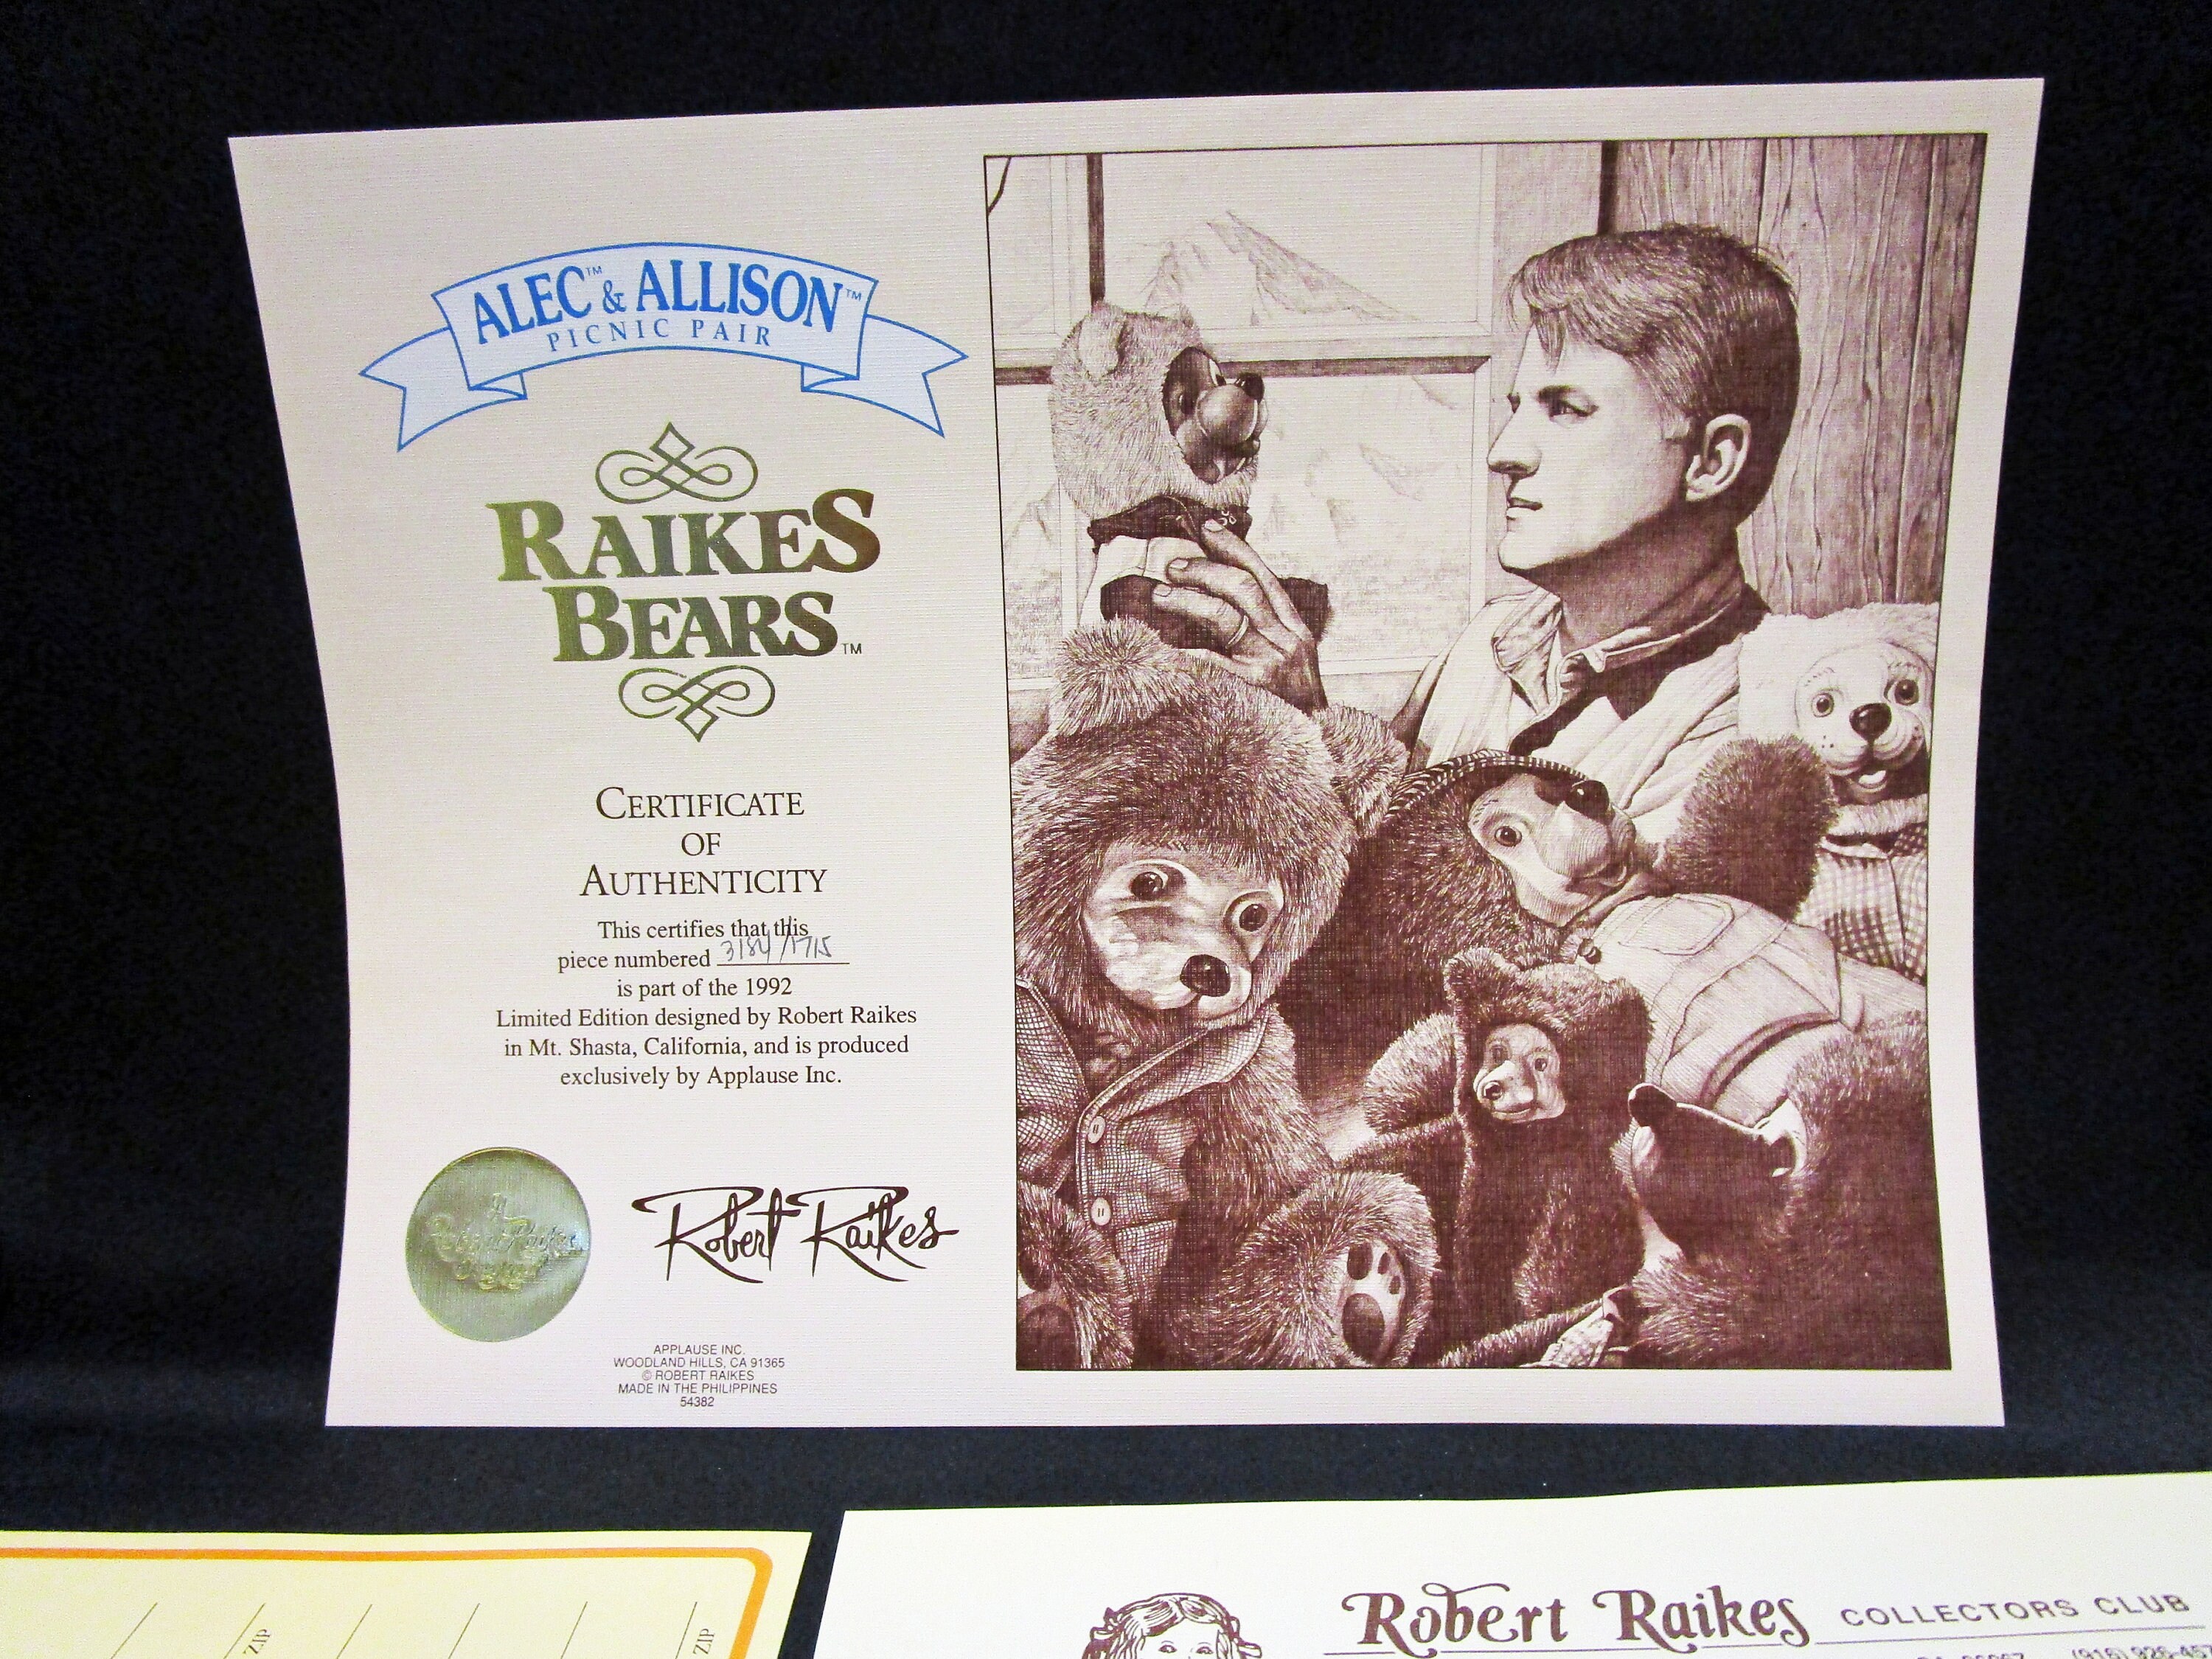 ALEC™ & ALLISON™
PICNIC PAIR
RAIKES
BEARS™
CERTIFICATE
OF
AUTHENTICITY
This certifies that this
piece numbered
is part of the 1992
Limited Edition designed by Robert Raikes
in Mt. Shasta, California, and is produced
exclusively by Applause Inc.
Robert Raikes
APPLAUSE INC.
WOODLAND HILLS, CA 91365
© ROBERT RAIKES
MADE IN THE PHILIPPINES
54382
ZIP
ZIP
Robert Raikes COLLECTORS CLUB